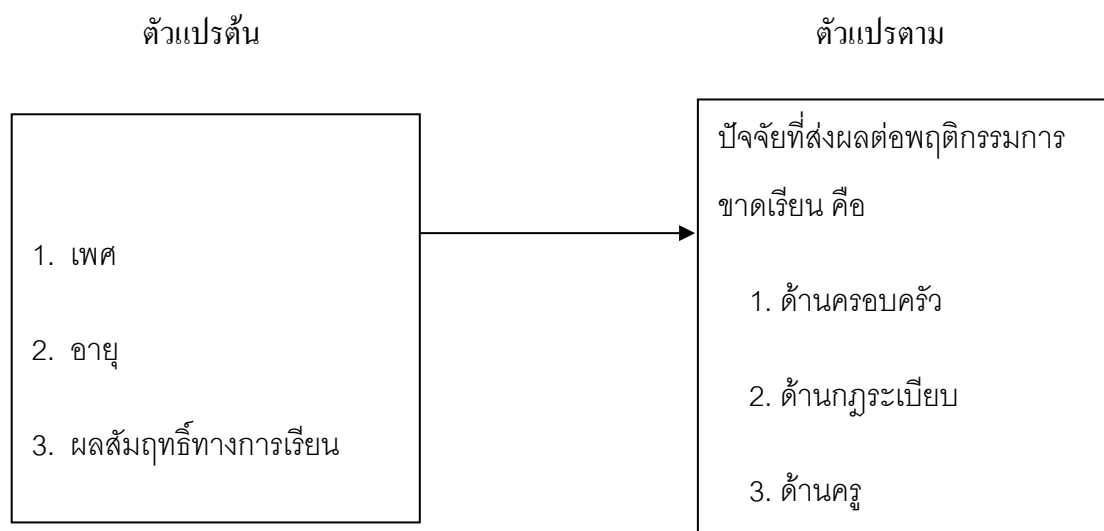 ตัวแปรต้น
ตัวแปรตาม
1. เพศ
2. อายุ
3. ผลสัมฤทธิ์ทางการเรียน
ปัจจัยที่ส่งผลต่อพฤติกรรมการ
ขาดเรียน คือ
1. ด้านครอบครัว
2. ด้านกฎระเบียบ
3. ด้านครู